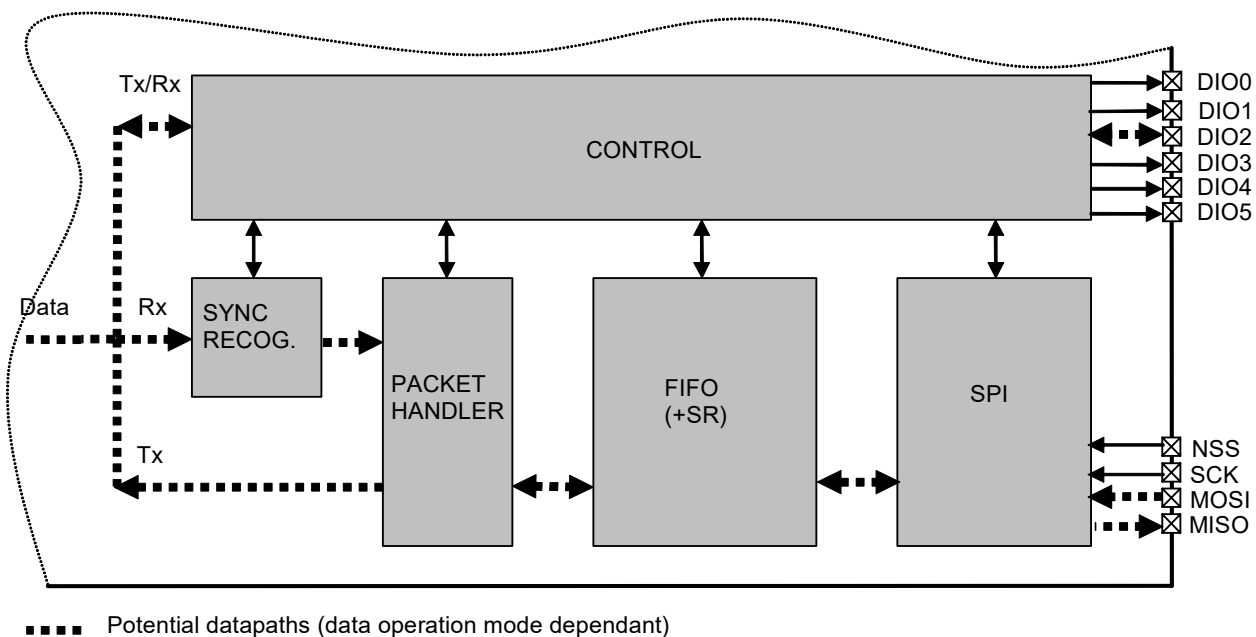 Tx/Rx
CONTROL
DIO0
DIO1
DIO2
DIO3
DIO4
DIO5
Data
Rx
SYNC
RECOG.
PACKET
HANDLER
FIFO
(+SR)
SPI
Tx
NSS
SCK
MOSI
MISO
Potential datapaths (data operation mode dependant)